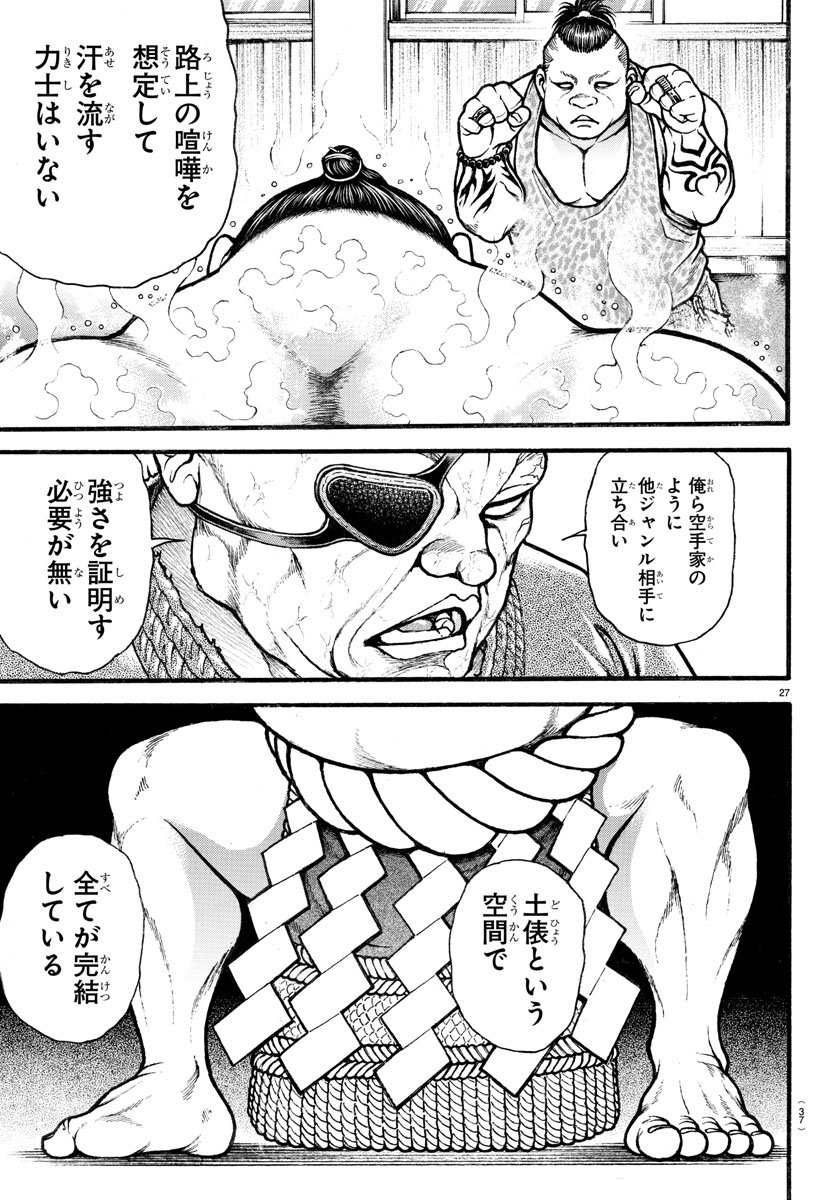 路上の喧嘩を
想定して
汗を流す
力士はいない
俺ら空手家の
ように
他ジャンル相手に
立ち合い
強さを証明す
必要が無い
27
土俵という
空間で
全てが完結
している
(37)